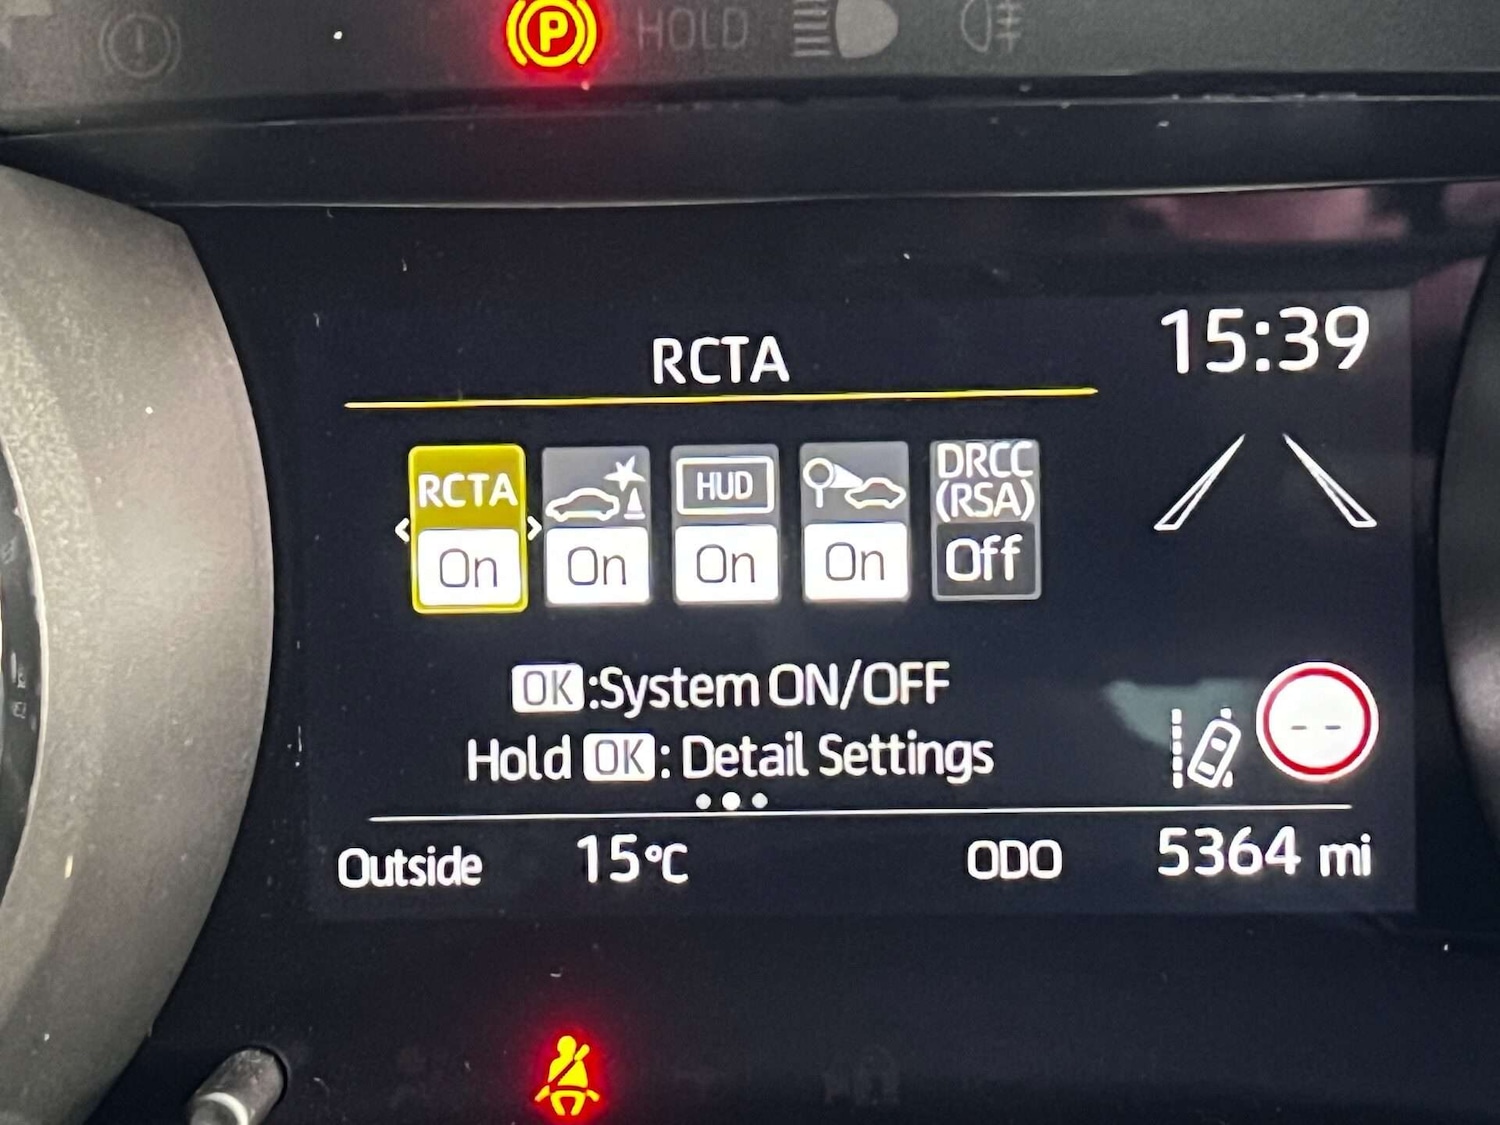 P HOLD
RCTA
15:39
RCTA
HUD
DRCC
(RSA)
On On On On Off
OK:System ON/OFF
Hold OK: Detail Settings
--
Outside 15°C ODO 5364 mi